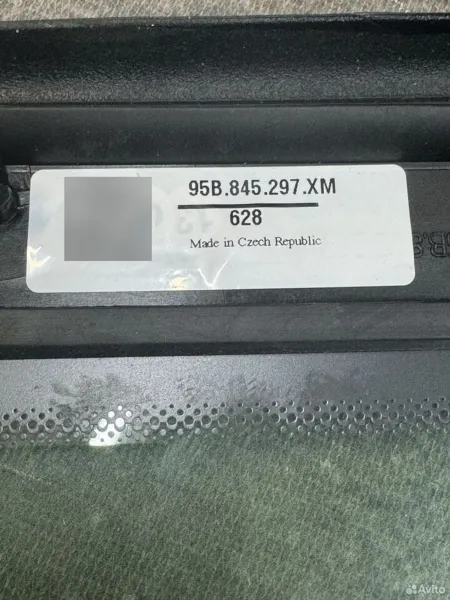 95B.845.297.XM
628
Made in Czech Republic
Avito